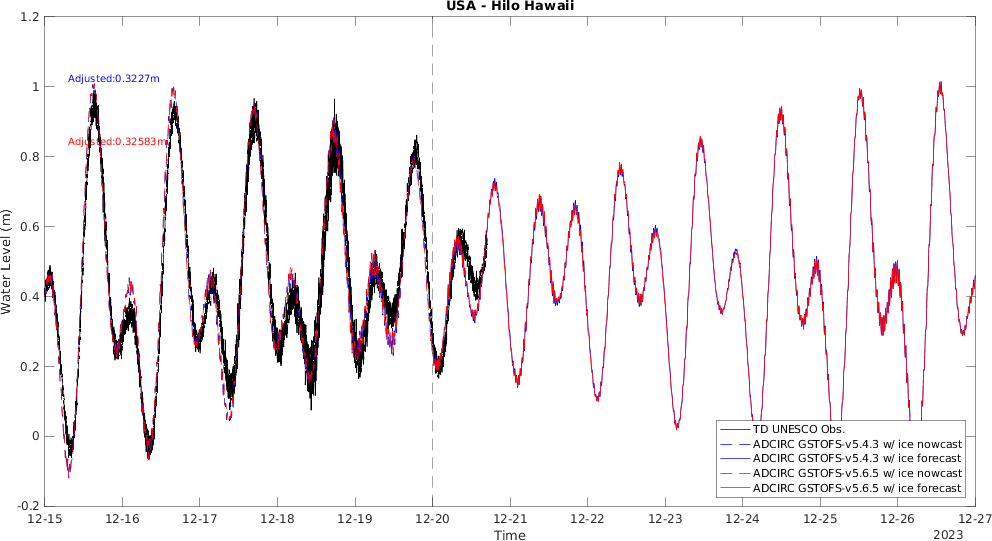 USA - Hilo Hawaii
1.2
1
0.8
0.6
0.4
0.2
0
-0.2
Water Level (m)
Adjusted:0.3227m
Adjusted:0.32583m
TD UNESCO Obs.
ADCIRC GSTOFS-v5.4.3 w/ ice nowcast
ADCIRC GSTOFS-v5.4.3 w/ ice forecast
ADCIRC GSTOFS-v5.6.5 w/ ice nowcast
ADCIRC GSTOFS-v5.6.5 w/ ice forecast
12-15 12-16 12-17 12-18 12-19 12-20 12-21 12-22 12-23 12-24 12-25 12-26 12-27
Time
2023